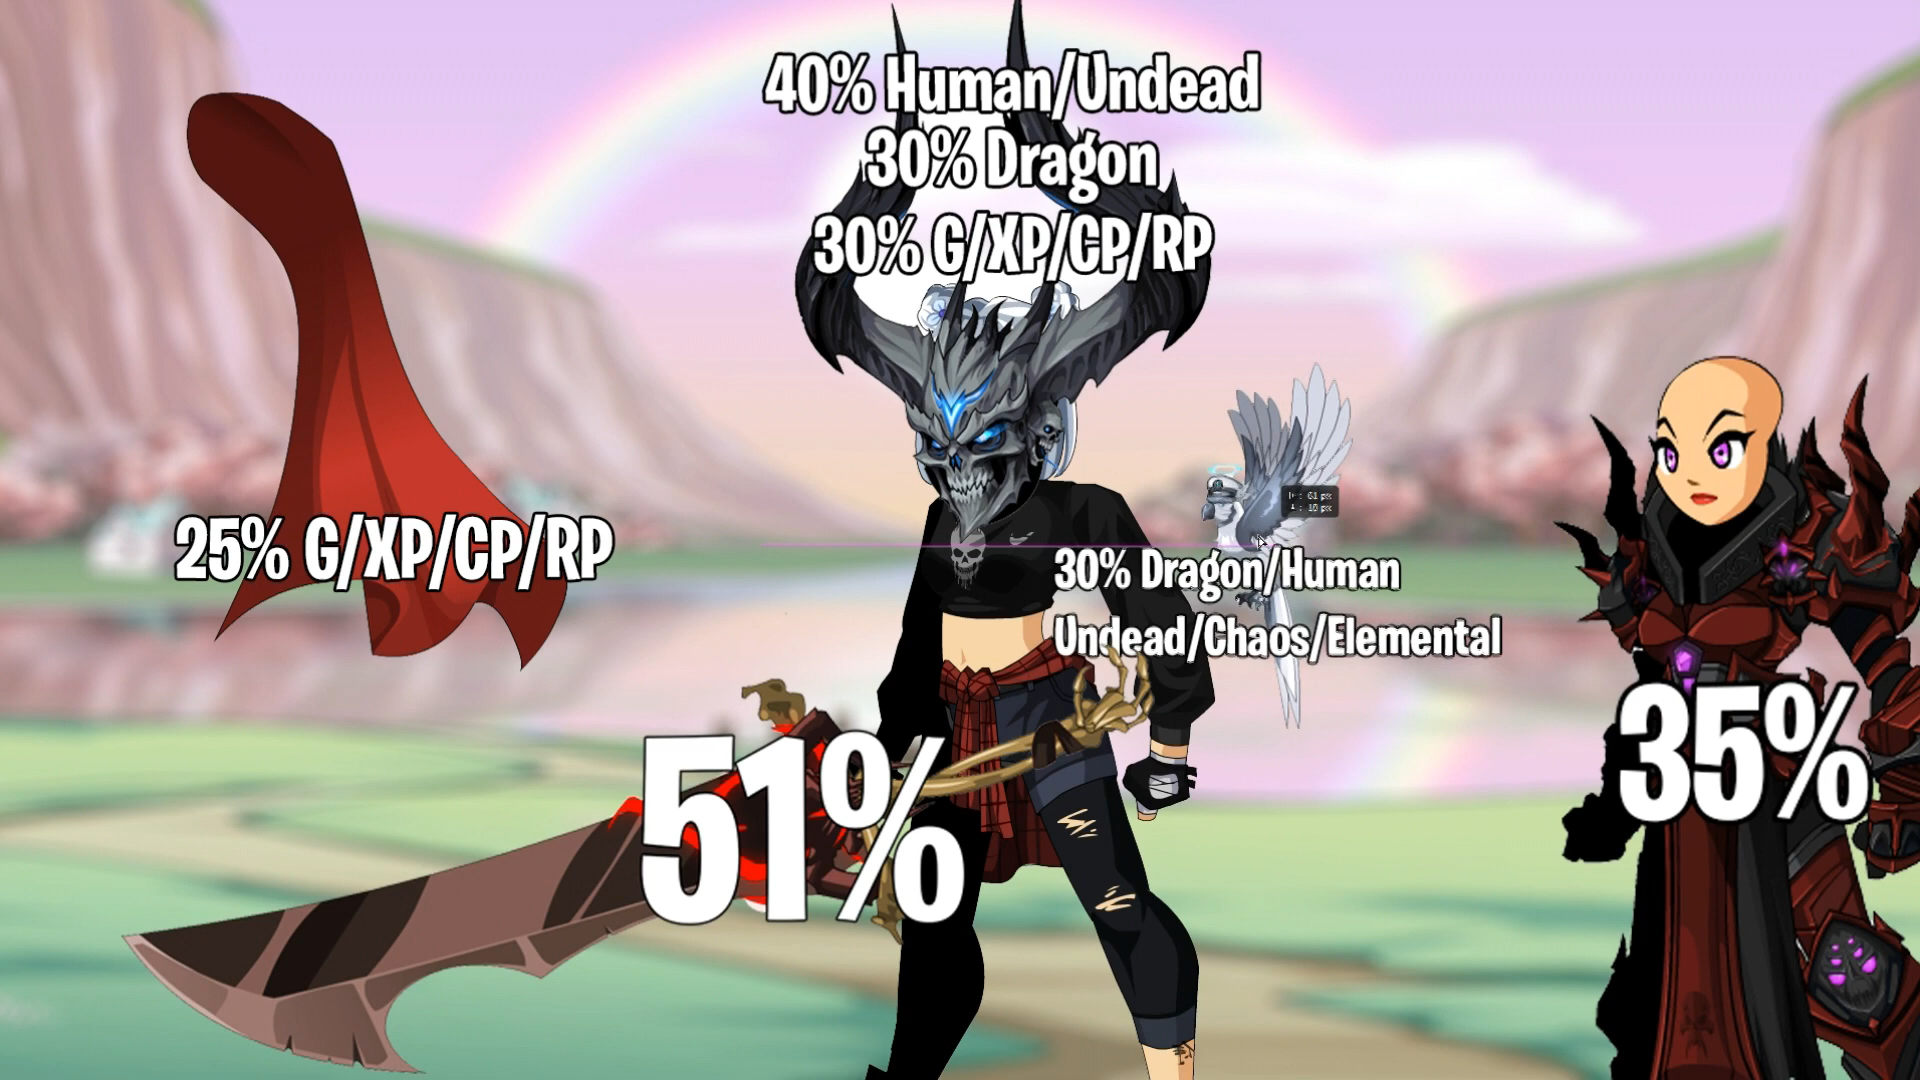 40% Human/Undead
30% Dragon
30% G/XP/CP/RP
25% G/XP/CP/RP
30% Dragon/Human
Undead/Chaos/Elemental
51%
35%